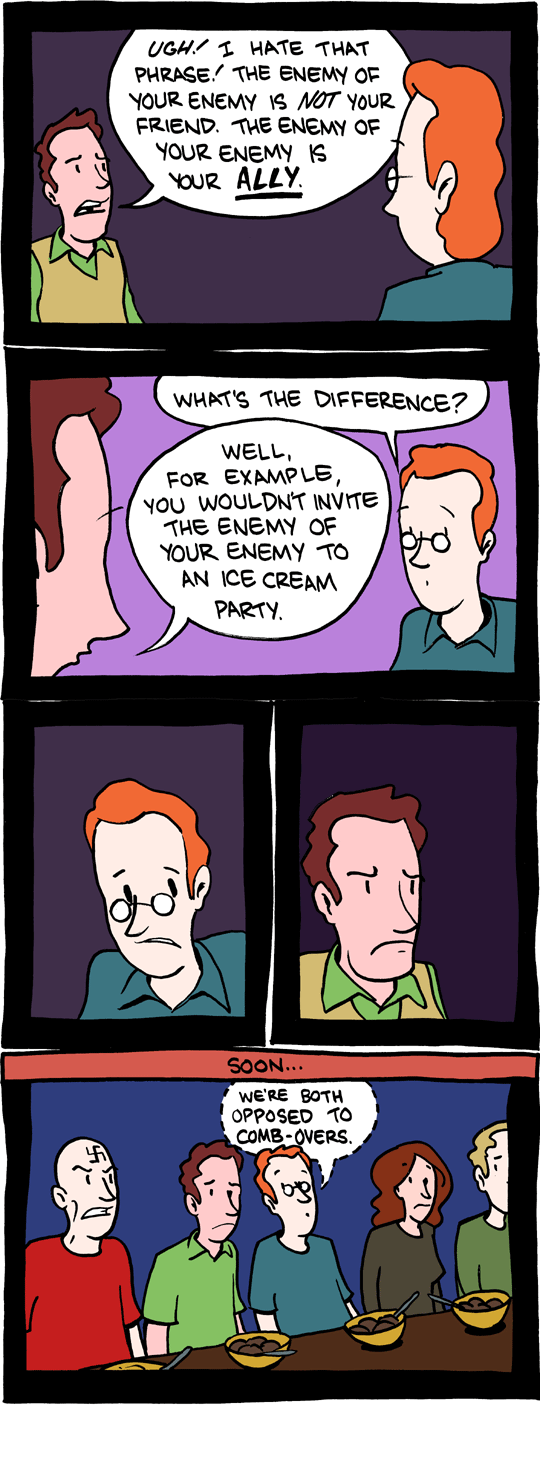 UGH! I HATE THAT
PHRASE! THE ENEMY OF
YOUR ENEMY IS NOT YOUR
FRIEND. THE ENEMY OF
YOUR ENEMY IS
YOUR ALLY.
WHAT'S THE DIFFERENCE?
WELL,
FOR EXAMPLE,
YOU WOULDN'T INVITE
THE ENEMY OF
YOUR ENEMY TO
AN ICE CREAM
PARTY.
SOON...
WE'RE BOTH
OPPOSED TO
COMB-OVERS.